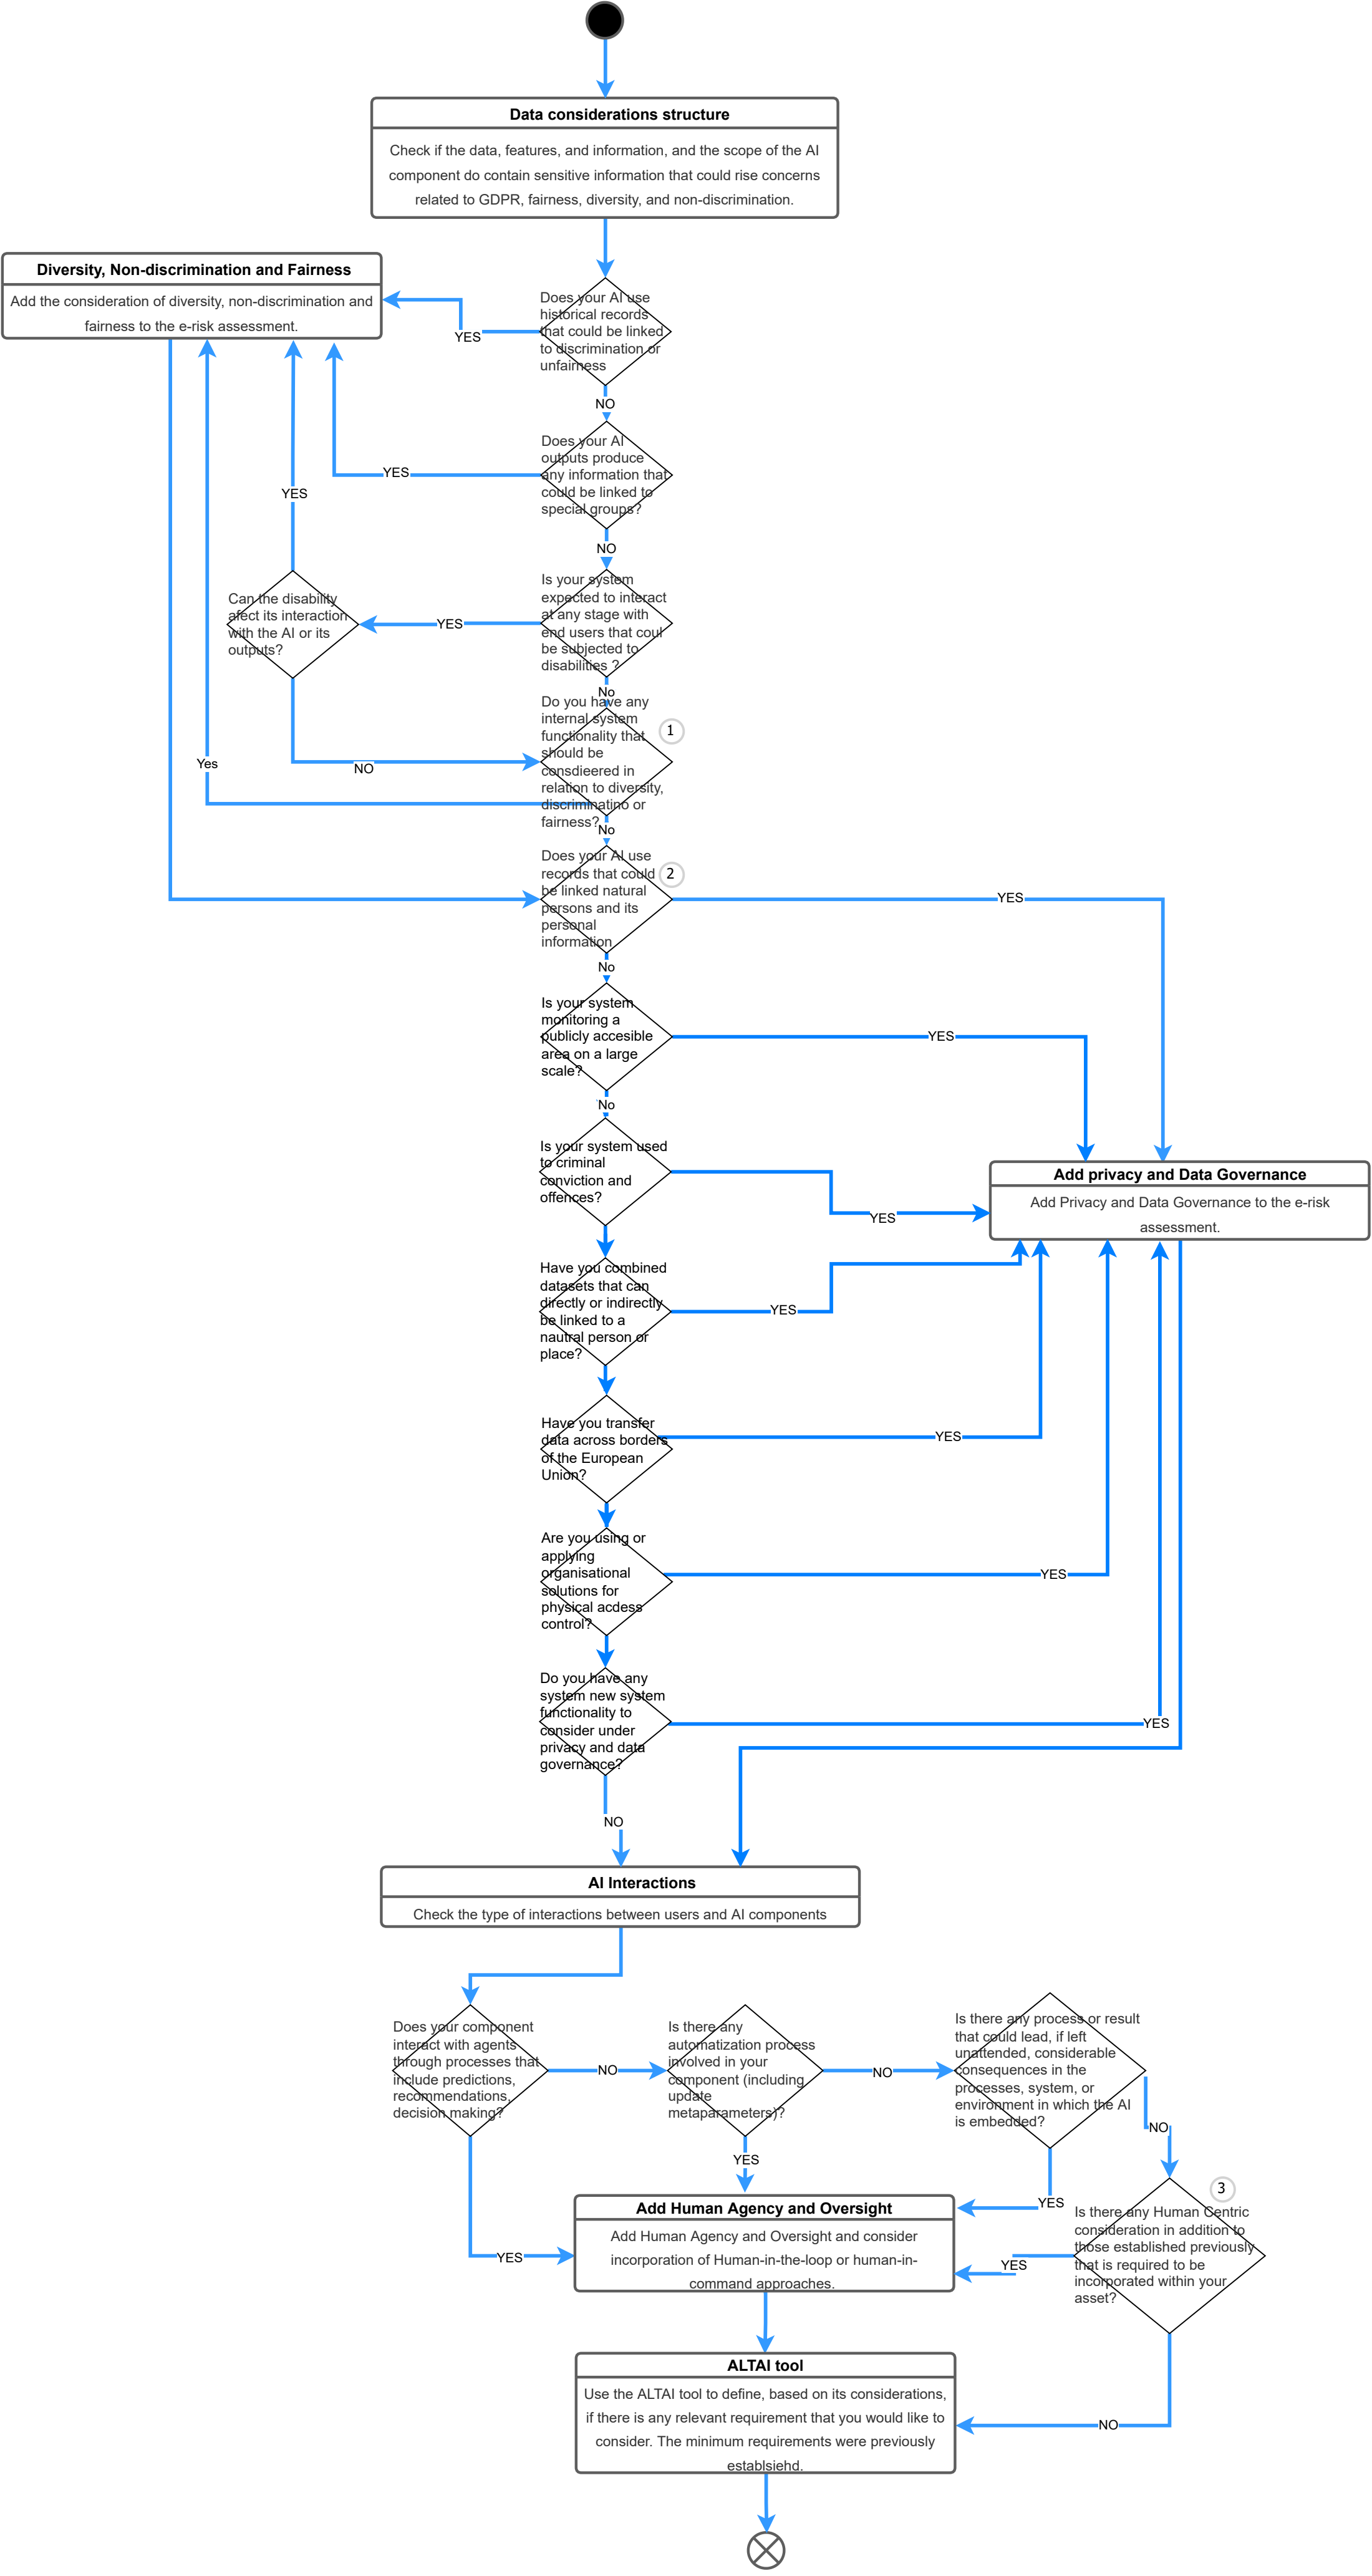 Data considerations structure
Check if the data, features, and information, and the scope of the AI
component do contain sensitive information that could rise concerns
related to GDPR, fairness, diversity, and non-discrimination.
Diversity, Non-discrimination and Fairness
Add the consideration of diversity, non-discrimination and
fairness to the e-risk assessment.
Does your AI use
historical records
that could be linked
to discrimination or
unfairness
YES
NO
Does your AI
outputs produce
any information that
could be linked to
special groups?
YES
NO
Is your system
expected to interact
at any stage with
end users that coul
be subjected to
disabilities ?
YES
Can the disability
afect its interaction
with the AI or its
outputs?
YES
NO
No
Do you have any
internal system
functionality that
should be
consdieered in
relation to diversity,
discriminatino or
fairness?
1
Yes
No
Does your AI use
records that could
be linked natural
persons and its
personal
information
2
YES
No
Is your system
monitoring a
publicly accesible
area on a large
scale?
YES
No
Is your system used
to criminal
conviction and
offences?
YES
Add privacy and Data Governance
Add Privacy and Data Governance to the e-risk
assessment.
Have you combined
datasets that can
directly or indirectly
be linked to a
nautral person or
place?
YES
Have you transfer
data across borders
of the European
Union?
YES
Are you using or
applying
organisational
solutions for
physical acdess
control?
YES
Do you have any
system new system
functionality to
consider under
privacy and data
governance?
YES
NO
AI Interactions
Check the type of interactions between users and AI components
Does your component
interact with agents
through processes that
include predictions,
recommendations,
decision making?
NO
YES
Is there any
automatization process
involved in your
component (including
update
metaparameters)?
NO
YES
Is there any process or result
that could lead, if left
unattended, considerable
consequences in the
processes, system, or
environment in which the AI
is embedded?
NO
YES
3
Is there any Human Centric
consideration in addition to
those established previously
that is required to be
incorporated within your
asset?
YES
NO
Add Human Agency and Oversight
Add Human Agency and Oversight and consider
incorporation of Human-in-the-loop or human-in-
command approaches.
ALTAI tool
Use the ALTAI tool to define, based on its considerations,
if there is any relevant requirement that you would like to
consider. The minimum requirements were previously
establsiehd.